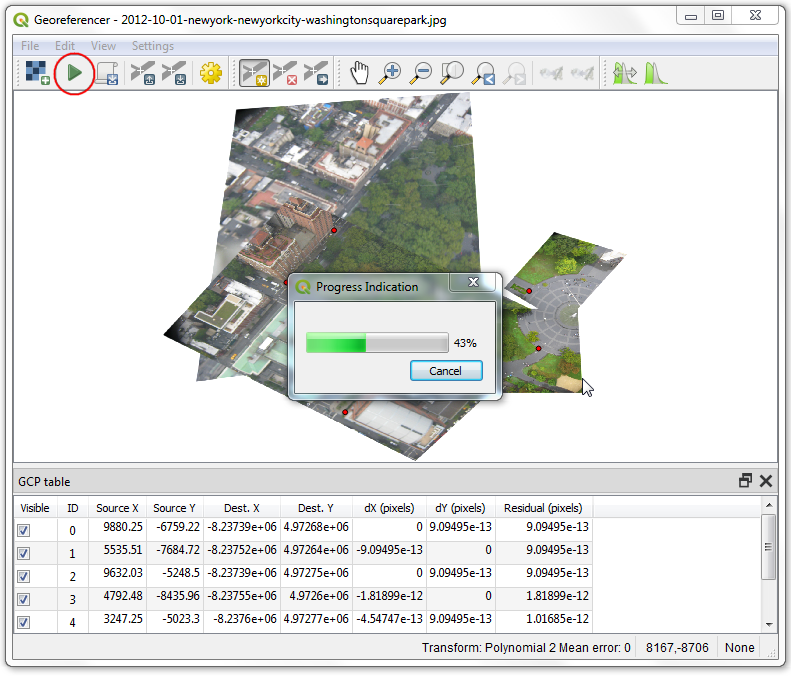 Georeferencer - 2012-10-01-newyork-newyorkcity-washingtonsquarepark.jpg
File Edit View Settings
Progress Indication
43%
Cancel
GCP table
Visible ID Source X Source Y Dest. X Dest. Y dX (pixels) dY (pixels) Residual (pixels)
0 9880.25 -6759.22 -8.23739e+06 4.97268e+06 0 9.09495e-13 9.09495e-13
1 5535.51 -7684.72 -8.23752e+06 4.97264e+06 -9.09495e-13 0 9.09495e-13
2 9632.03 -5248.5 -8.23739e+06 4.97275e+06 0 9.09495e-13 9.09495e-13
3 4792.48 -8435.96 -8.23755e+06 4.9726e+06 -1.81899e-12 0 1.81899e-12
4 3247.25 -5023.3 -8.2376e+06 4.97277e+06 -4.54747e-13 9.09495e-13 1.01685e-12
Transform: Polynomial 2 Mean error: 0 8167,-8706 None